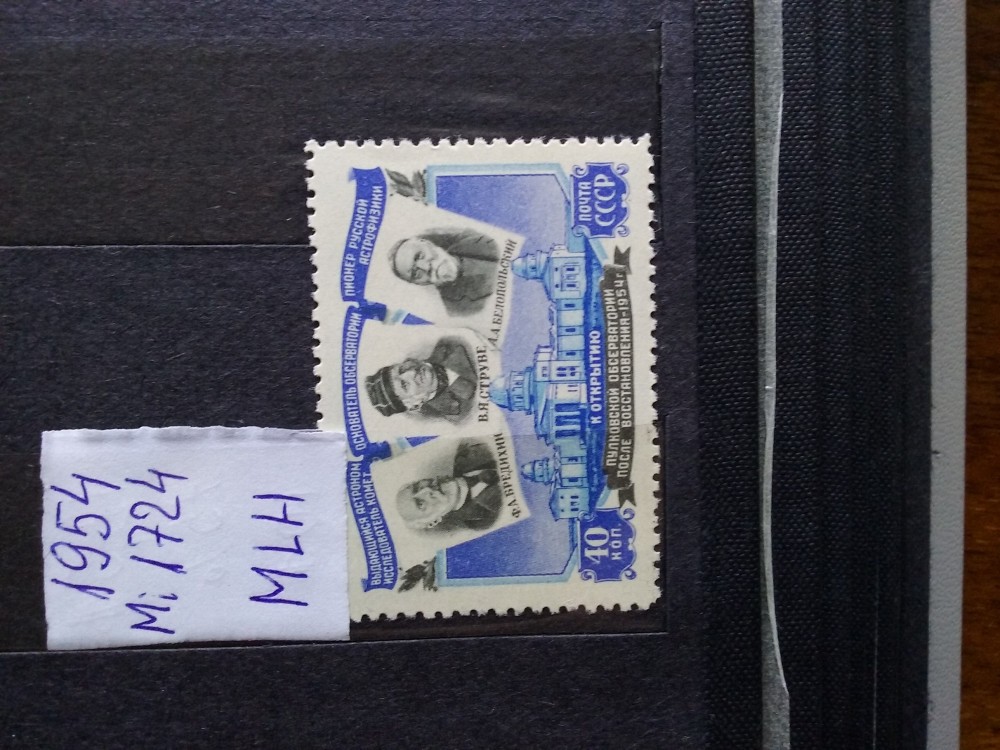 1954
Mi 1724
MLH
ВЫДАЮЩИЙСЯ АСТРОНОМ
ИССЛЕДОВАТЕЛЬ КОМЕТ
ОСНОВАТЕЛЬ ОБСЕРВАТОРИИ
ПИОНЕР РУССКОЙ
АСТРОФИЗИКИ
Ф.А.БРЕДИХИН
В.Я СТРУВЕ
А.А.БЕЛОПОЛЬСКИЙ
40
КОП
К ОТКРЫТИЮ
ПУЛКОВСКОЙ ОБСЕРВАТОРИИ
ПОСЛЕ ВОССТАНОВЛЕНИЯ-1954г.
ПОЧТА
СССР